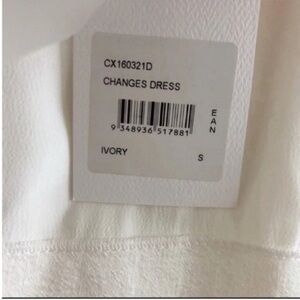 CX160321D
CHANGES DRESS
9 348936 517881
EAN
IVORY S